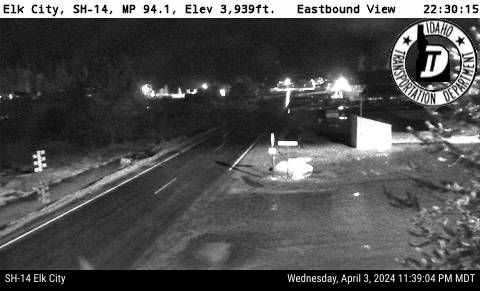 Elk City, SH-14, MP 94.1, Elev 3,939ft. Eastbound View 22:30:15
IDAHO
TRANSPORTATION DEPARTMENT
SH-14 Elk City Wednesday, April 3, 2024 11:39:04 PM MDT